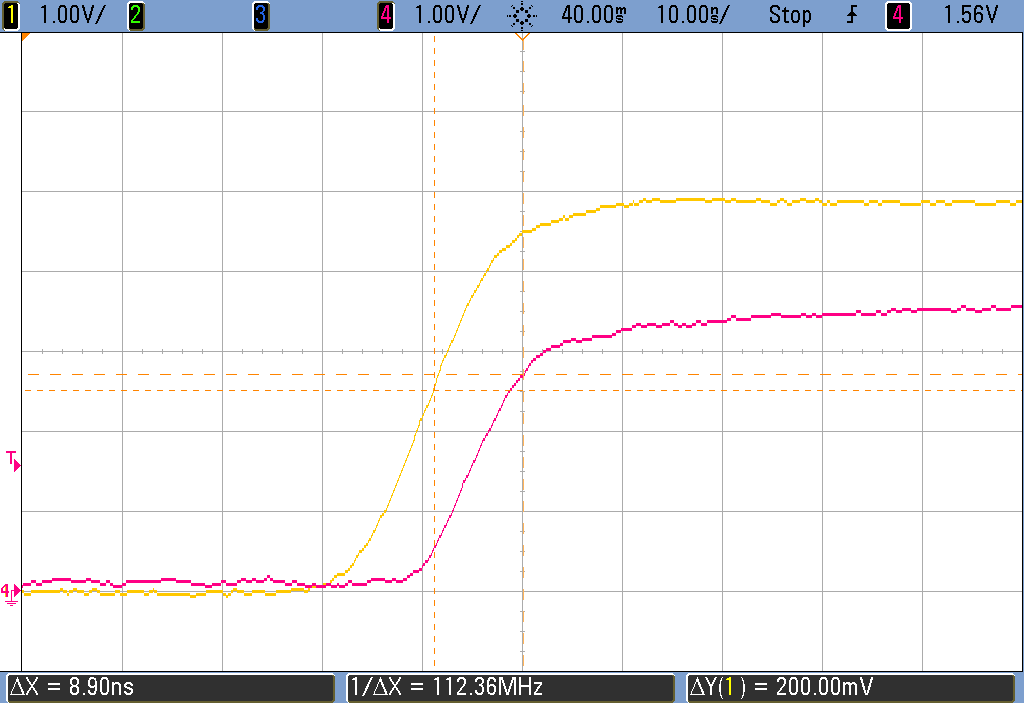 1 1.00V/ 2 3 4 1.00V/ 40.00ms 10.00ns/ Stop 4 1.56V
T
4
ΔX = 8.90ns 1/ΔX = 112.36MHz ΔY(1) = 200.00mV